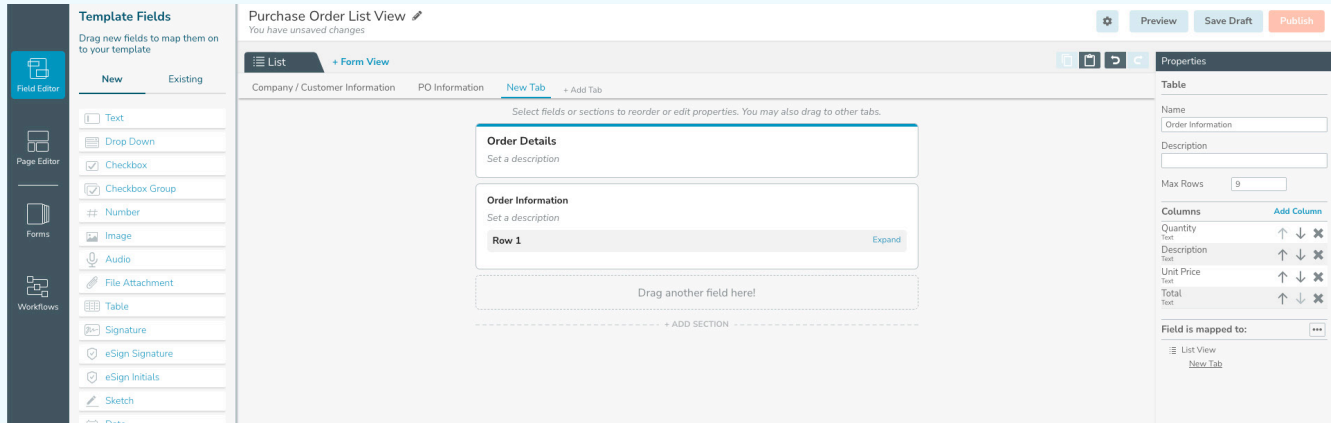 Field Editor
Page Editor
Forms
Workflows
Template Fields
Drag new fields to map them on
to your template
New
Existing
Text
Drop Down
Checkbox
Checkbox Group
Number
Image
Audio
File Attachment
Table
Signature
eSign Signature
eSign Initials
Sketch
Purchase Order List View
You have unsaved changes
Preview
Save Draft
Publish
List
+ Form View
Company / Customer Information
PO Information
New Tab
+ Add Tab
Select fields or sections to reorder or edit properties. You may also drag to other tabs.
Order Details
Set a description
Order Information
Set a description
Row 1
Expand
Drag another field here!
+ ADD SECTION
Properties
Table
Name
Order Information
Description
Max Rows
9
Columns
Add Column
Quantity
Text
Description
Text
Unit Price
Text
Total
Text
Field is mapped to:
List View
New Tab